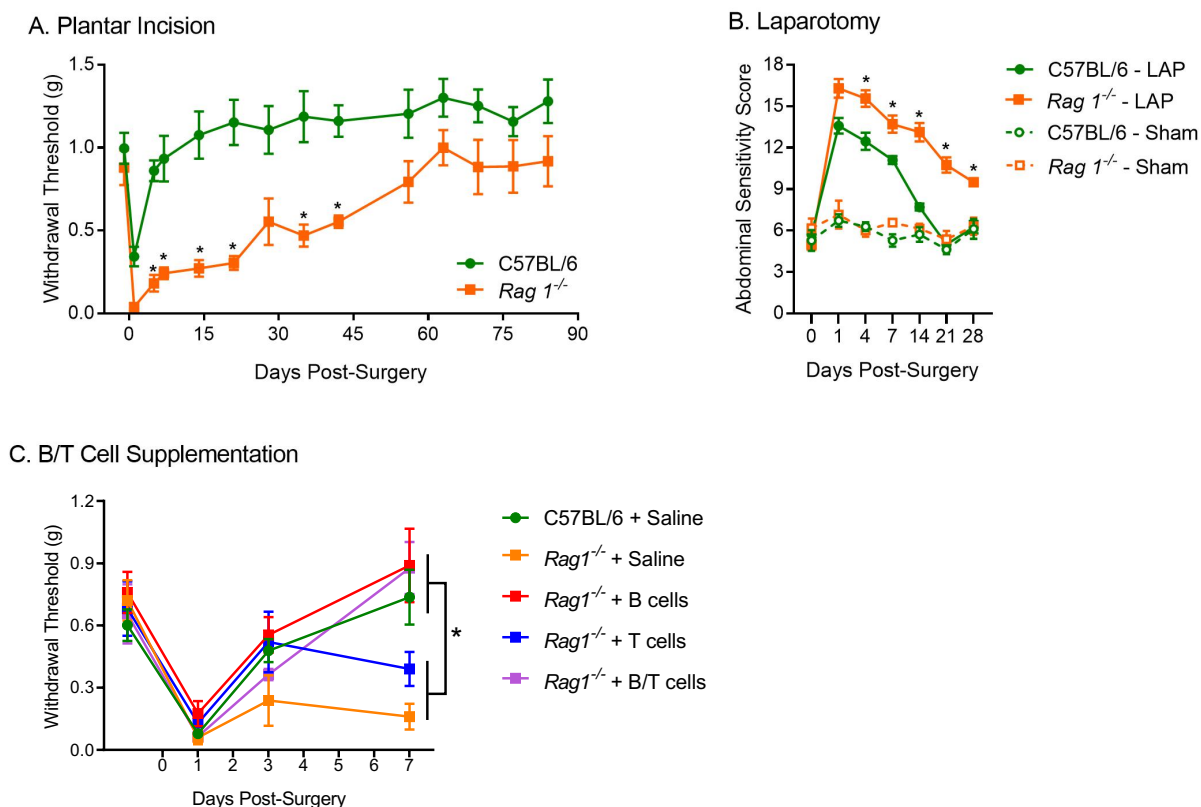 A. Plantar Incision
1.5
1.0
0.5
0.0
Withdrawal Threshold (g)
*
*
*
*
*
*
C57BL/6
Rag 1-/-
0
15
30
45
60
75
90
Days Post-Surgery
B. Laparotomy
18
15
12
9
6
3
0
Abdominal Sensitivity Score
*
*
*
*
*
0
1
4
7
14
21
28
Days Post-Surgery
C57BL/6 - LAP
Rag 1-/- - LAP
C57BL/6 - Sham
Rag 1-/- - Sham
C. B/T Cell Supplementation
1.2
0.9
0.6
0.3
0.0
Withdrawal Threshold (g)
*
0
1
2
3
4
5
6
7
Days Post-Surgery
C57BL/6 + Saline
Rag1-/- + Saline
Rag1-/- + B cells
Rag1-/- + T cells
Rag1-/- + B/T cells